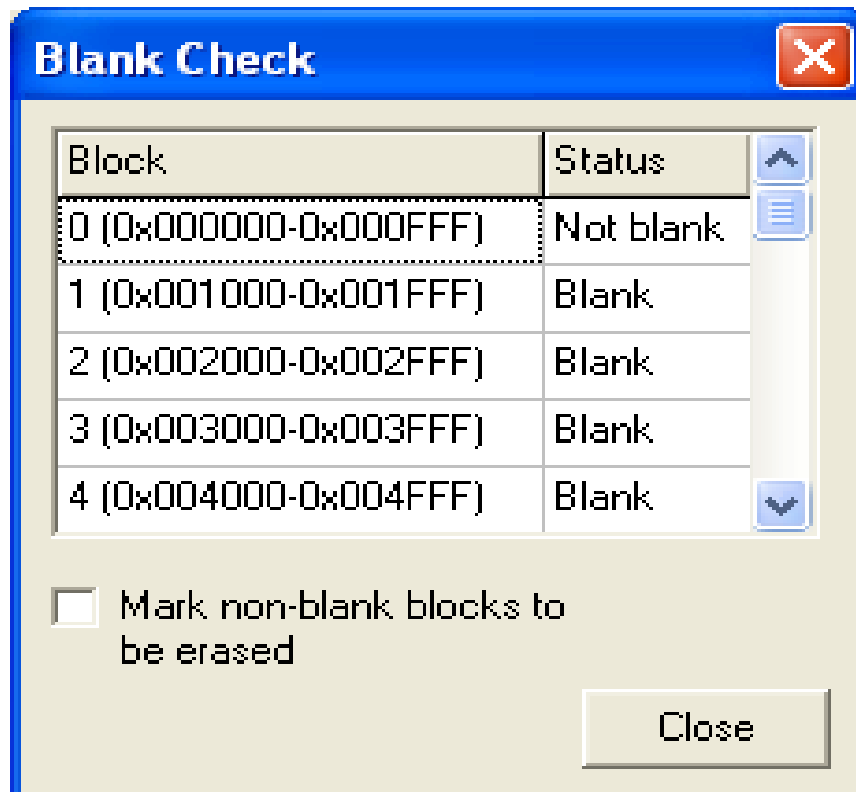 Blank Check
Block Status
0 (0x000000-0x000FFF) Not blank
1 (0x001000-0x001FFF) Blank
2 (0x002000-0x002FFF) Blank
3 (0x003000-0x003FFF) Blank
4 (0x004000-0x004FFF) Blank
Mark non-blank blocks to
be erased
Close